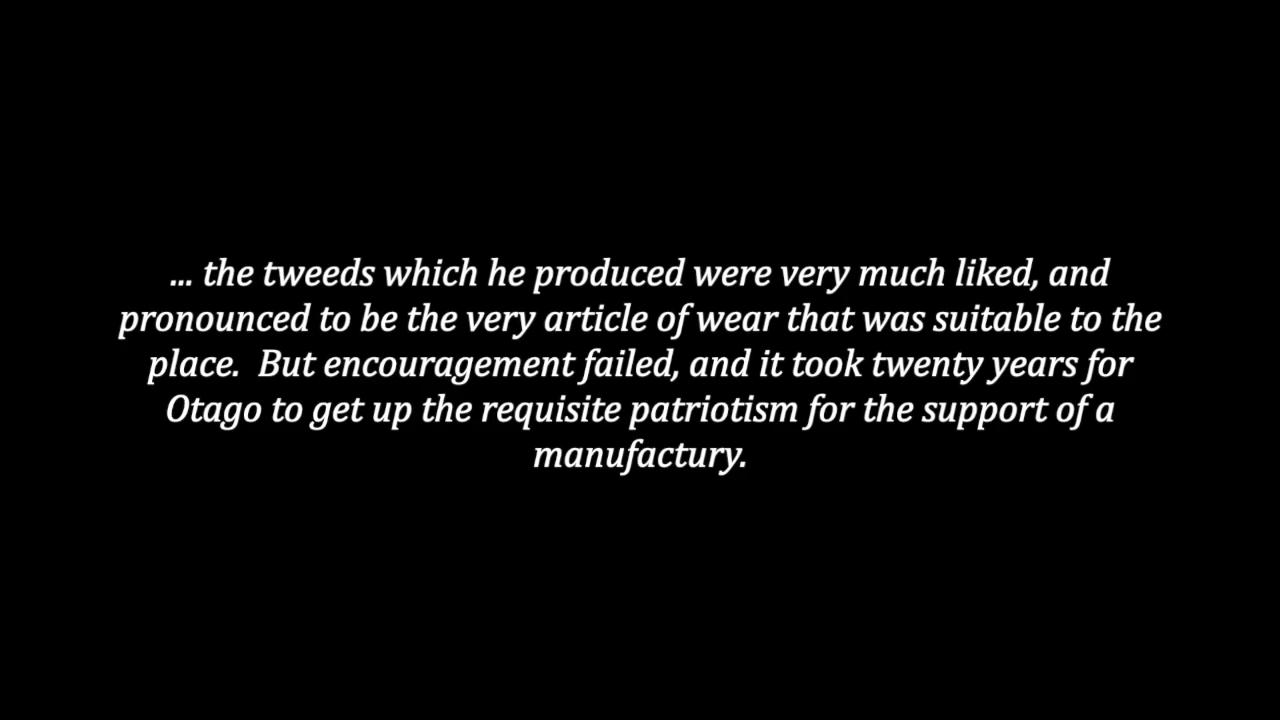 ... the tweeds which he produced were very much liked, and
pronounced to be the very article of wear that was suitable to the
place.  But encouragement failed, and it took twenty years for
Otago to get up the requisite patriotism for the support of a
manufactury.